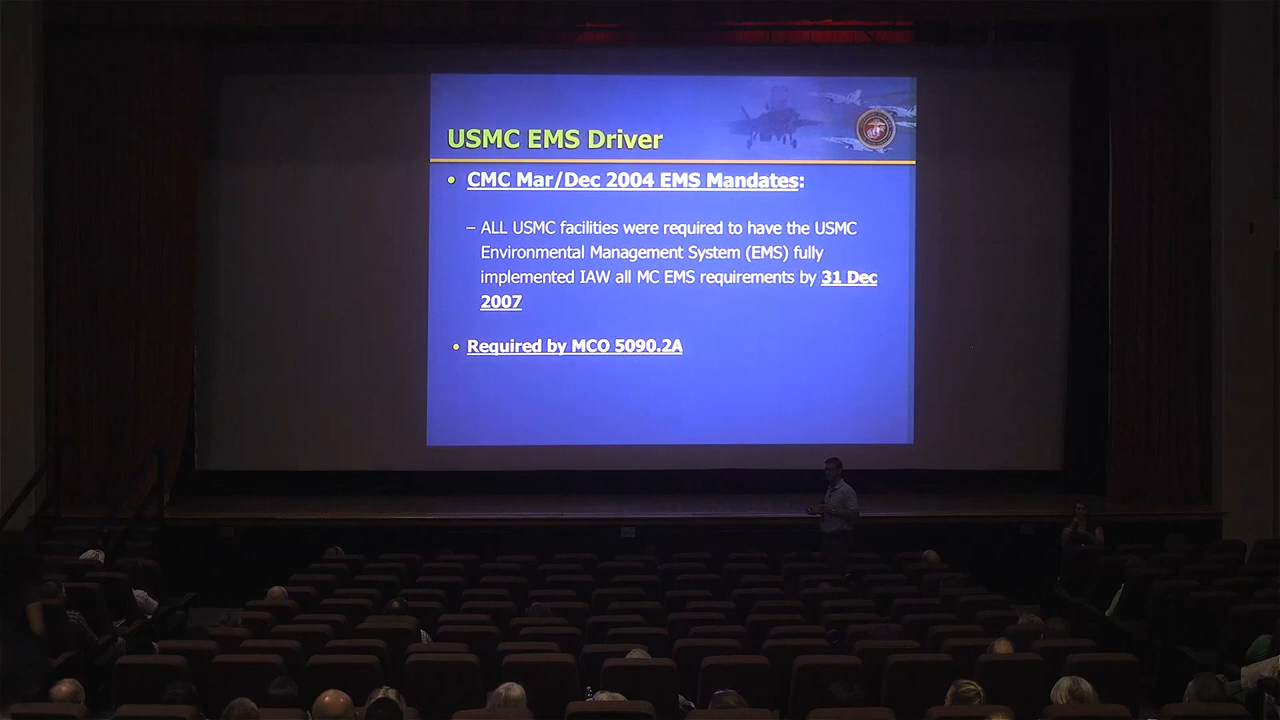 USMC EMS Driver
• CMC Mar/Dec 2004 EMS Mandates:
– ALL USMC facilities were required to have the USMC
Environmental Management System (EMS) fully
implemented IAW all MC EMS requirements by 31 Dec
2007
• Required by MCO 5090.2A